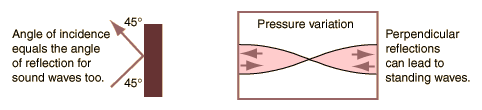 Angle of incidence
equals the angle
of reflection for
sound waves too.
45°
45°
Pressure variation
Perpendicular
reflections
can lead to
standing waves.